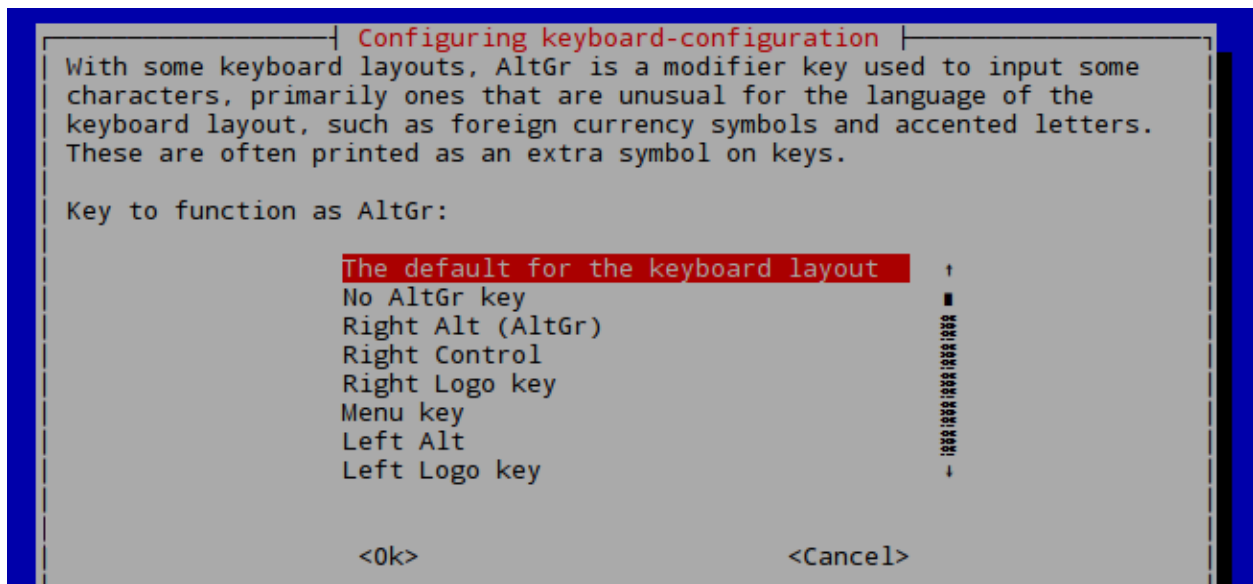 Configuring keyboard-configuration
With some keyboard layouts, AltGr is a modifier key used to input some
characters, primarily ones that are unusual for the language of the
keyboard layout, such as foreign currency symbols and accented letters.
These are often printed as an extra symbol on keys.
Key to function as AltGr:
The default for the keyboard layout
No AltGr key
Right Alt (AltGr)
Right Control
Right Logo key
Menu key
Left Alt
Left Logo key
<Ok> <Cancel>